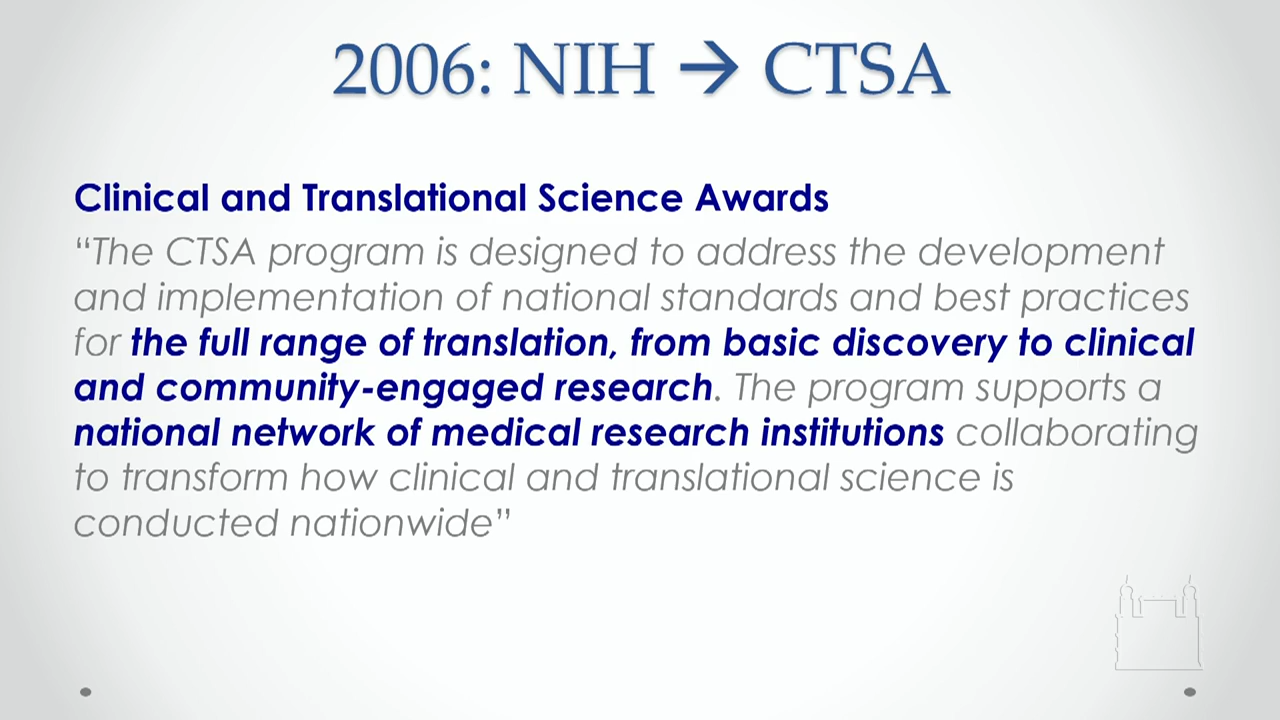 2006: NIH → CTSA
Clinical and Translational Science Awards
“The CTSA program is designed to address the development
and implementation of national standards and best practices
for the full range of translation, from basic discovery to clinical
and community-engaged research. The program supports a
national network of medical research institutions collaborating
to transform how clinical and translational science is
conducted nationwide”